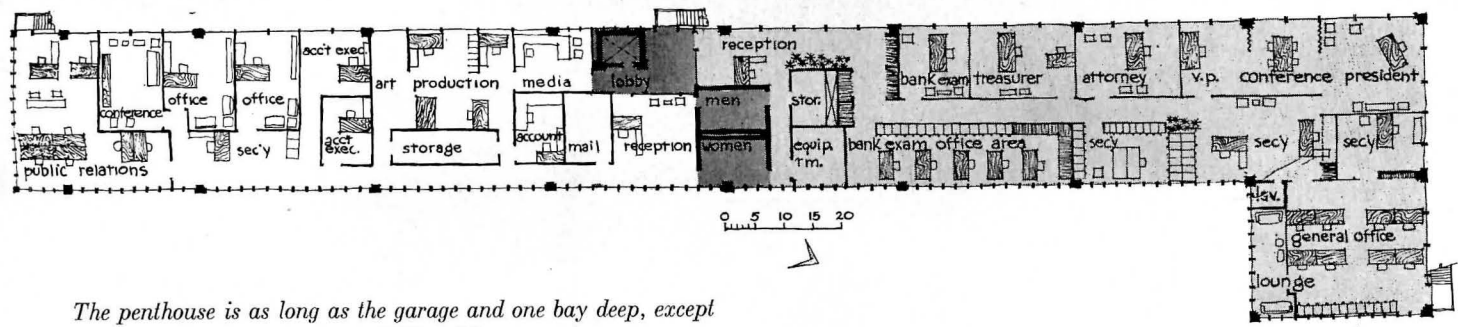 conference
office
office
acc't exec.
art production
media
lobby
reception
bank exam
treasurer
attorney
v.p.
conference
president
public relations
sec'y
acc't exec.
storage
account
mail
reception
men
women
stor.
equip. rm.
bank exam office area
secy
secy
secy
lav.
general office
lounge
0 5 10 15 20
The penthouse is as long as the garage and one bay deep, except